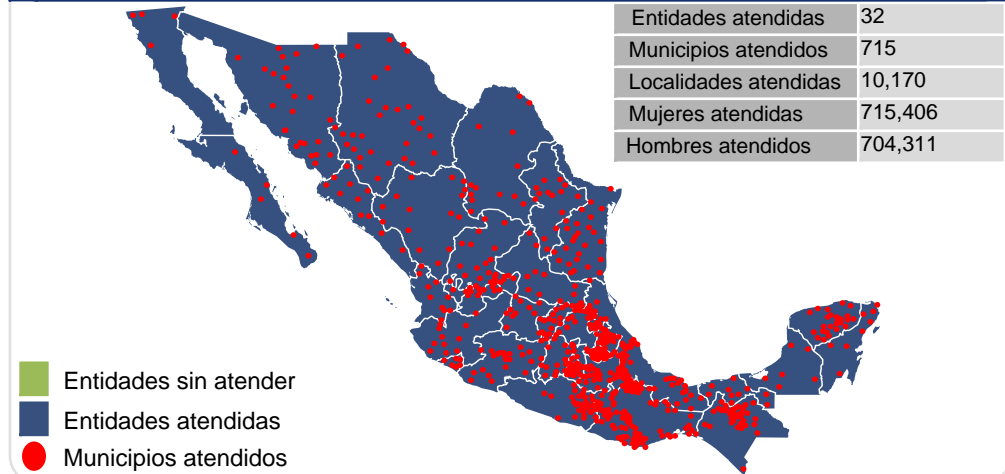 Entidades atendidas 32
Municipios atendidos 715
Localidades atendidas 10,170
Mujeres atendidas 715,406
Hombres atendidos 704,311
Entidades sin atender
Entidades atendidas
Municipios atendidos